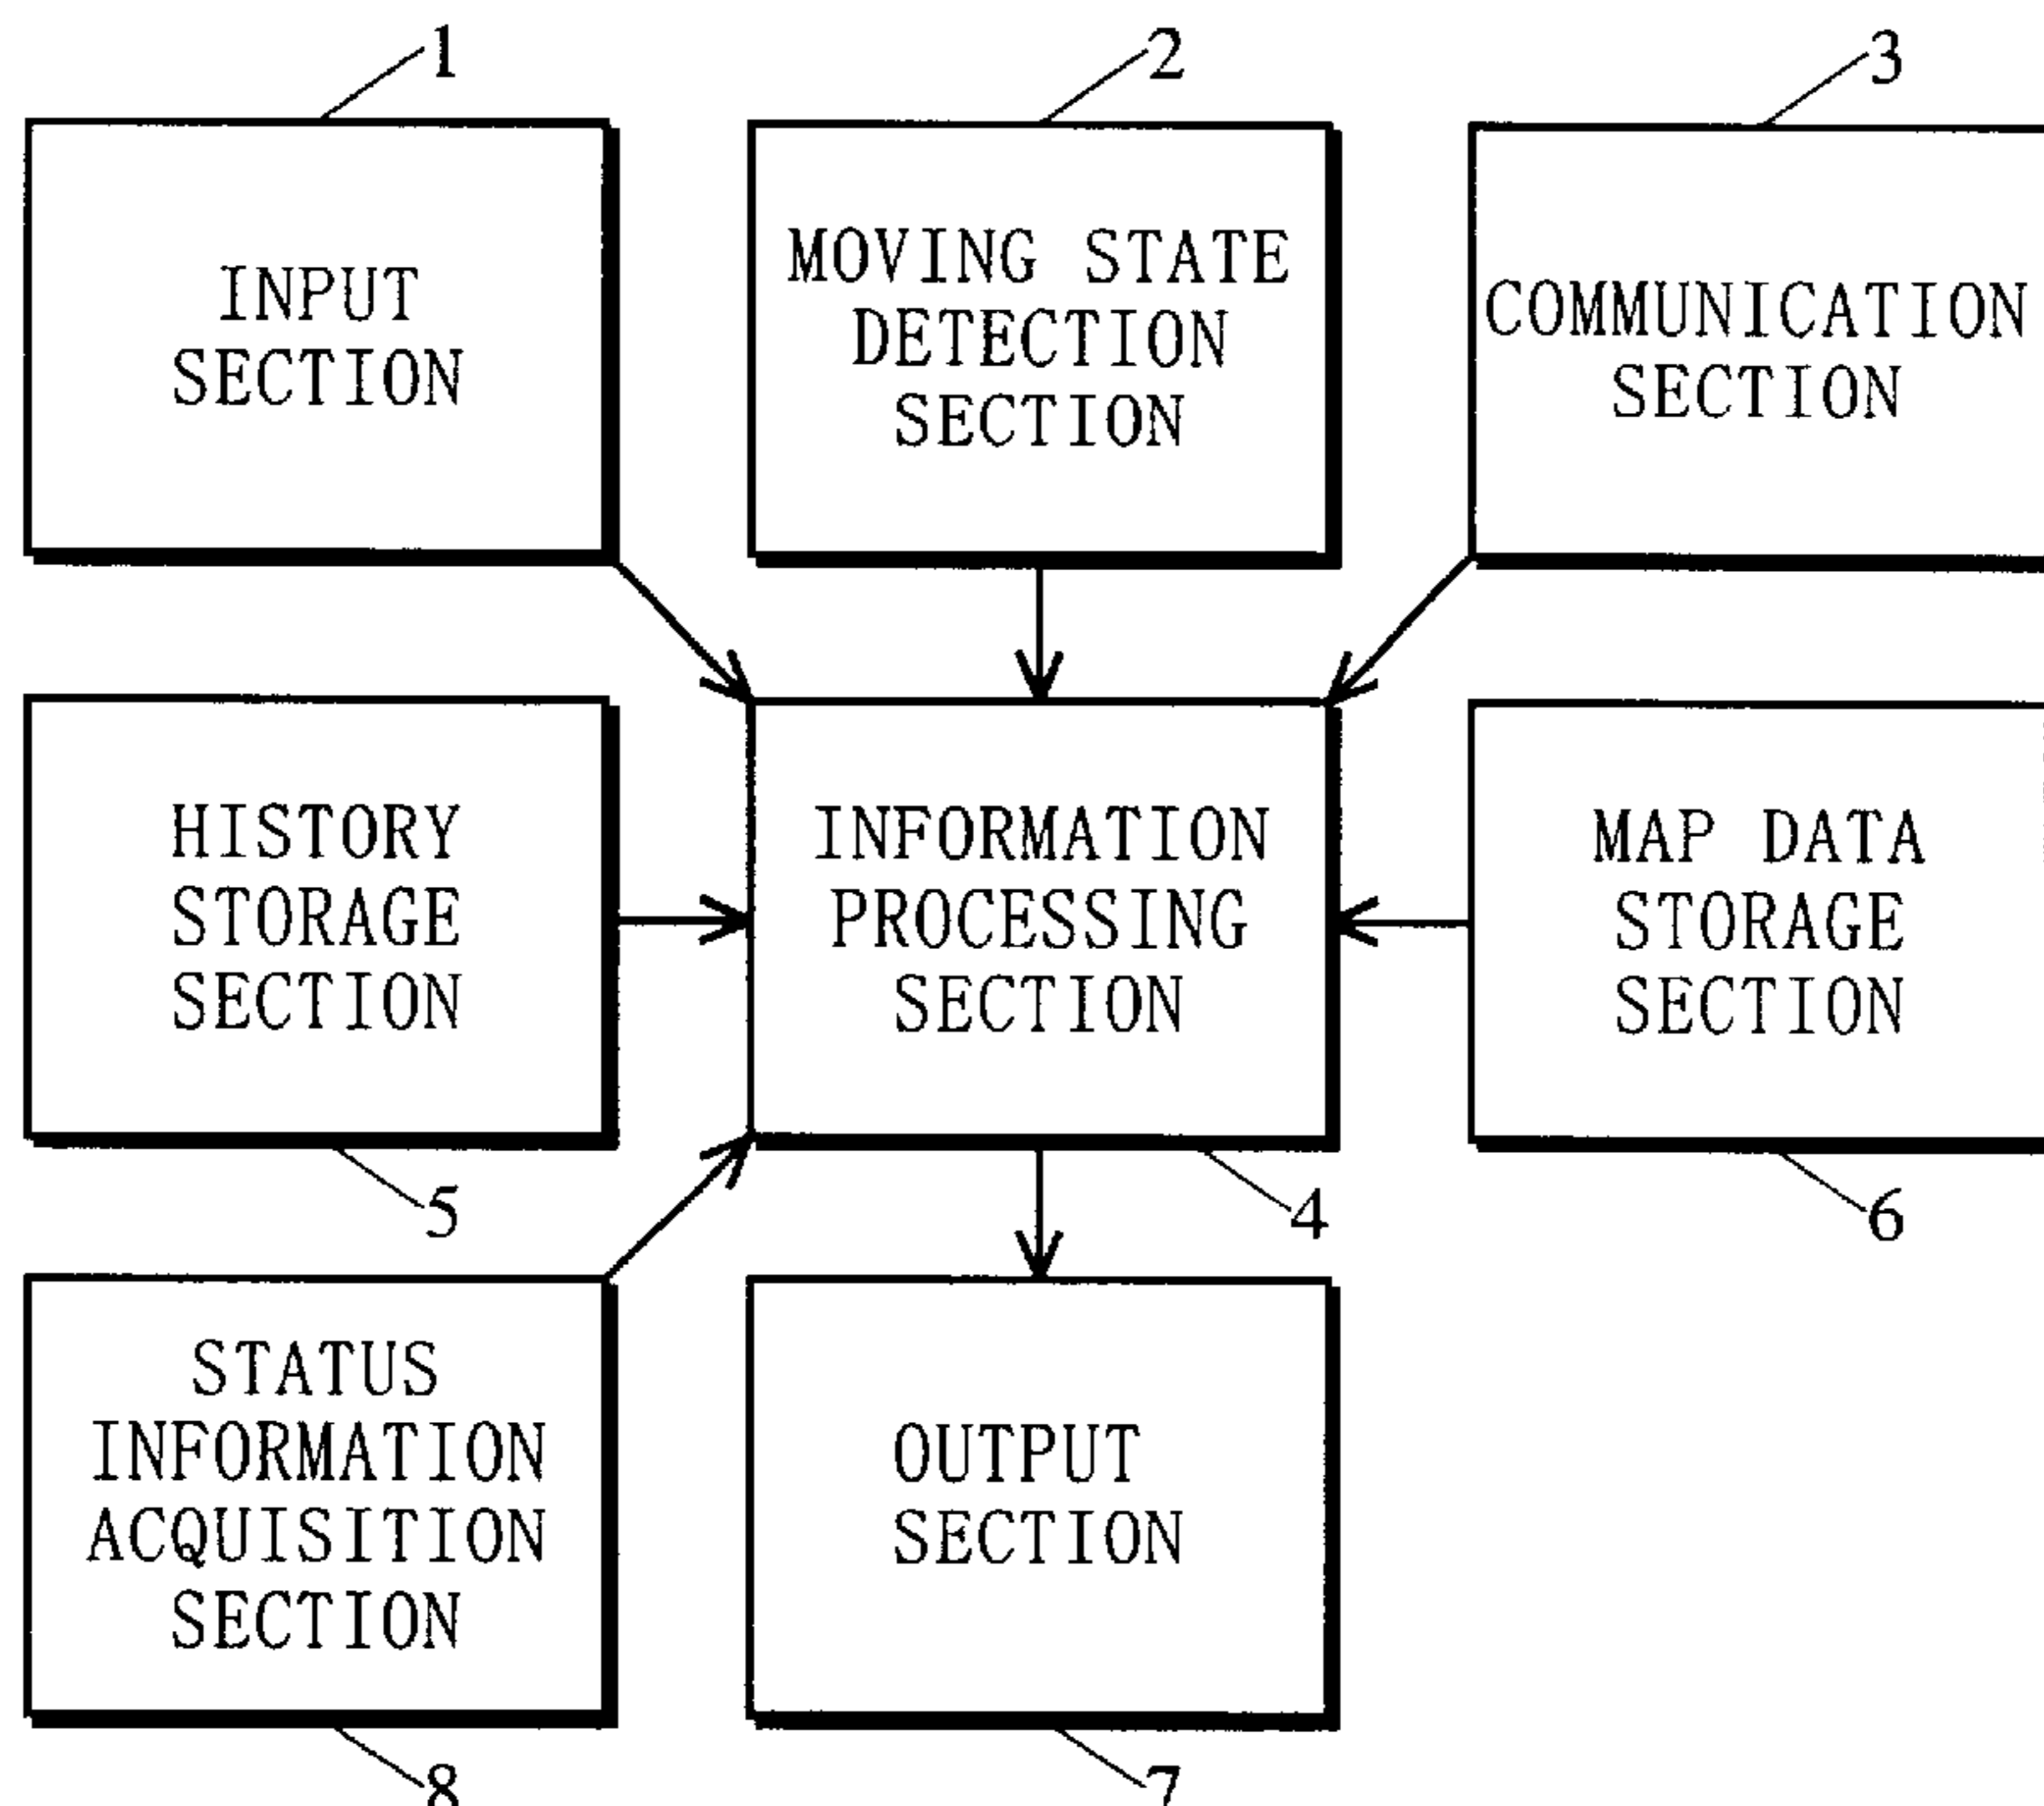 1
2
3
INPUT
SECTION
MOVING STATE
DETECTION
SECTION
COMMUNICATION
SECTION
HISTORY
STORAGE
SECTION
INFORMATION
PROCESSING
SECTION
MAP DATA
STORAGE
SECTION
5
4
6
STATUS
INFORMATION
ACQUISITION
SECTION
OUTPUT
SECTION
8
7